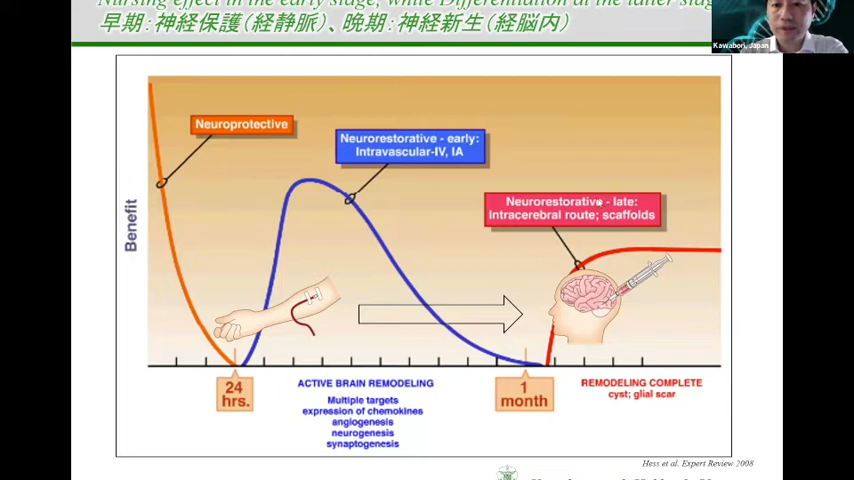 Nursing effect in the early stage, while Differentiation at the latter stag
早期：神経保護（経静脈）、晩期：神経新生（経脳内）
Kawabori, Japan
Neuroprotective
Neurorestorative - early:
Intravascular-IV, IA
Neurorestorative - late:
Intracerebral route; scaffolds
Benefit
24
hrs.
ACTIVE BRAIN REMODELING
Multiple targets
expression of chemokines
angiogenesis
neurogenesis
synaptogenesis
1
month
REMODELING COMPLETE
cyst; glial scar
Hess et al. Expert Review 2008